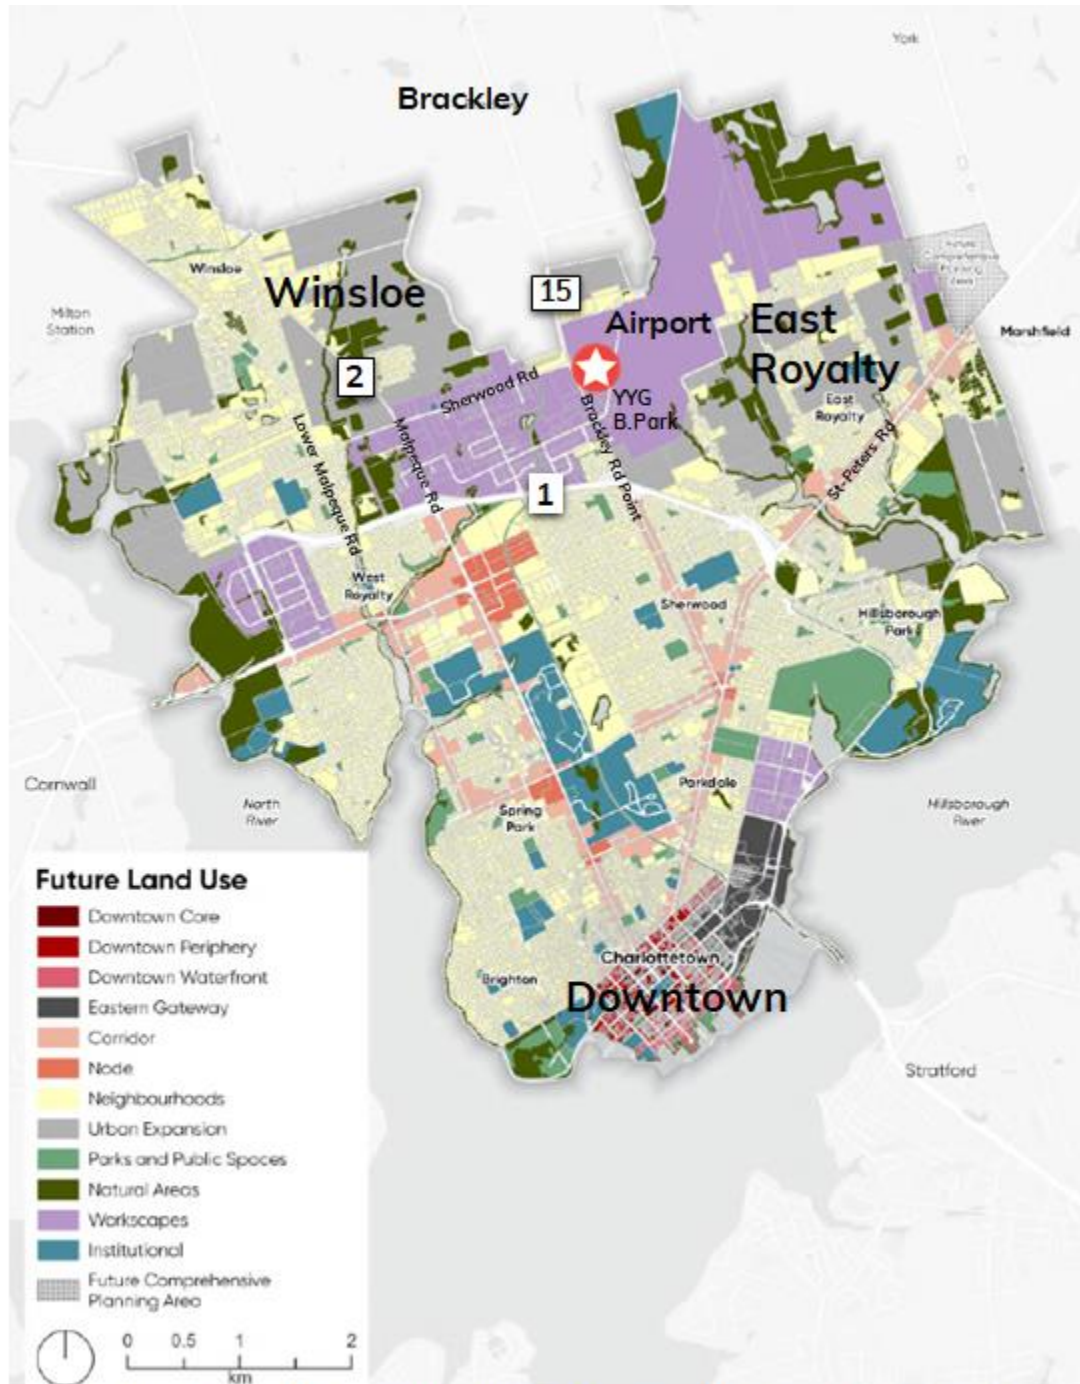 York
Brackley
Winsloe
Winsloe
Milton
Station
15
Airport
East
Royalty
Future
Comprehensive
Planning
Area
Marshfield
2
Sherwood Rd
YYG
B.Park
East
Royalty
Lower Malpeque Rd
Malpeque Rd
Brackley Rd Point
St-Peters Rd
1
West
Royalty
Sherwood
Hillsborough
Park
Cornwall
North
River
Spring
Park
Parkdale
Hillsborough
River
Brighton
Charlottetown
Downtown
Stratford
Future Land Use
Downtown Core
Downtown Periphery
Downtown Waterfront
Eastern Gateway
Corridor
Node
Neighbourhoods
Urban Expansion
Parks and Public Spaces
Natural Areas
Workscapes
Institutional
Future Comprehensive
Planning Area
0 0.5 1 2
km